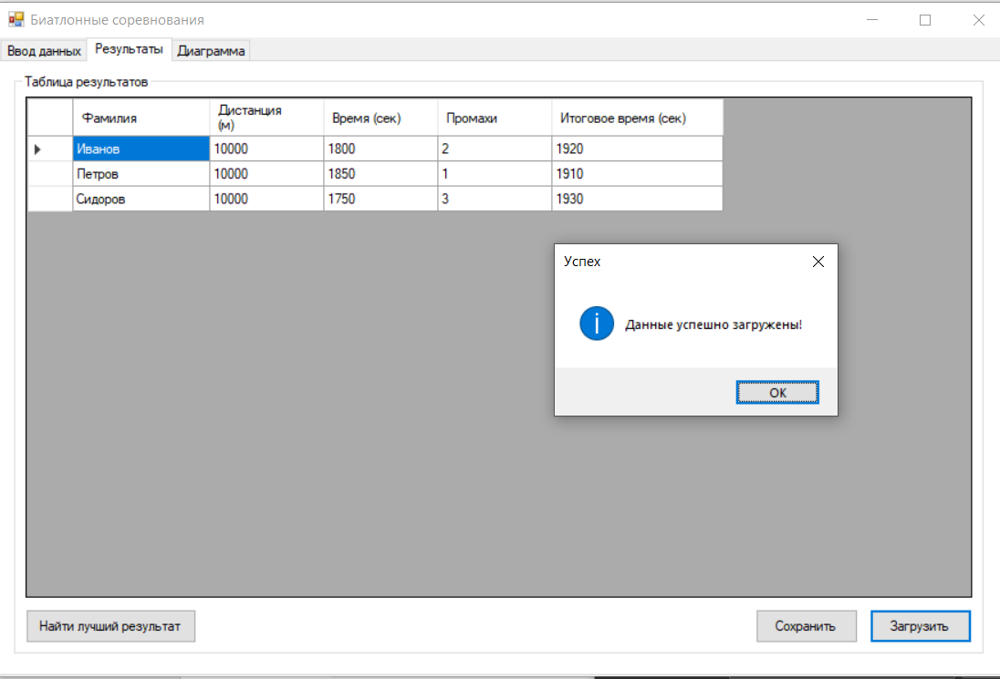 Биатлонные соревнования
Ввод данных Результаты Диаграмма
Таблица результатов
Фамилия Дистанция (м) Время (сек) Промахи Итоговое время (сек)
Иванов 10000 1800 2 1920
Петров 10000 1850 1 1910
Сидоров 10000 1750 3 1930
Успех
Данные успешно загружены!
OK
Найти лучший результат Сохранить Загрузить